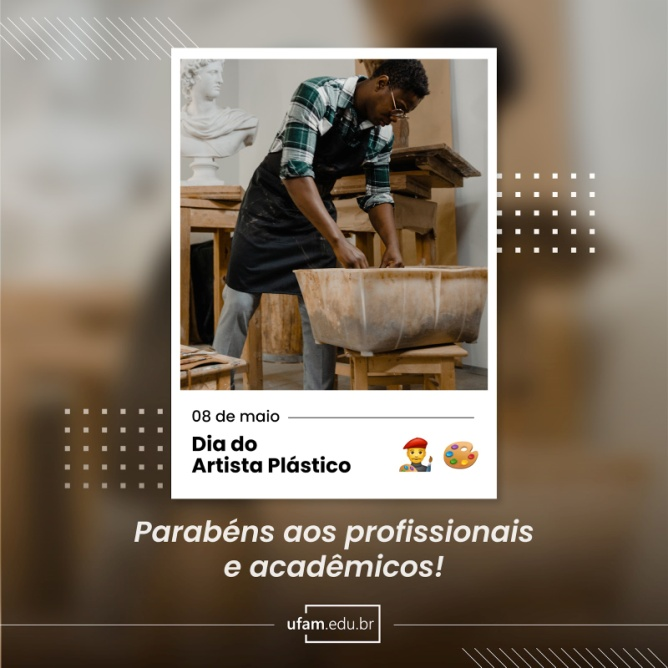 08 de maio
Dia do
Artista Plástico
Parabéns aos profissionais
e acadêmicos!
ufam.edu.br